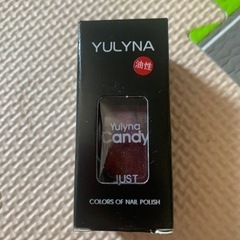 YULYNA
油性
Yulyna
Candy
JUST
COLORS OF NAIL POLISH